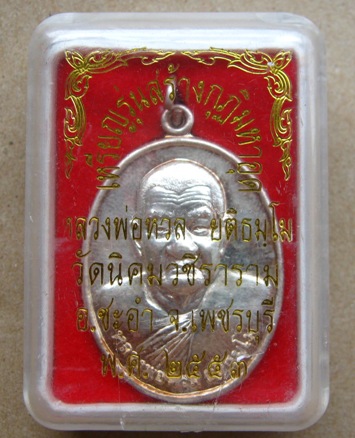 เหรียญรุ่นสร้างกุฏิมหาอุด
หลวงพ่อทวล ยติธมฺโม
วัดนิคมวชิราราม
อ.ชะอำ จ.เพชรบุรี
พ.ศ. ๒๕๕๓